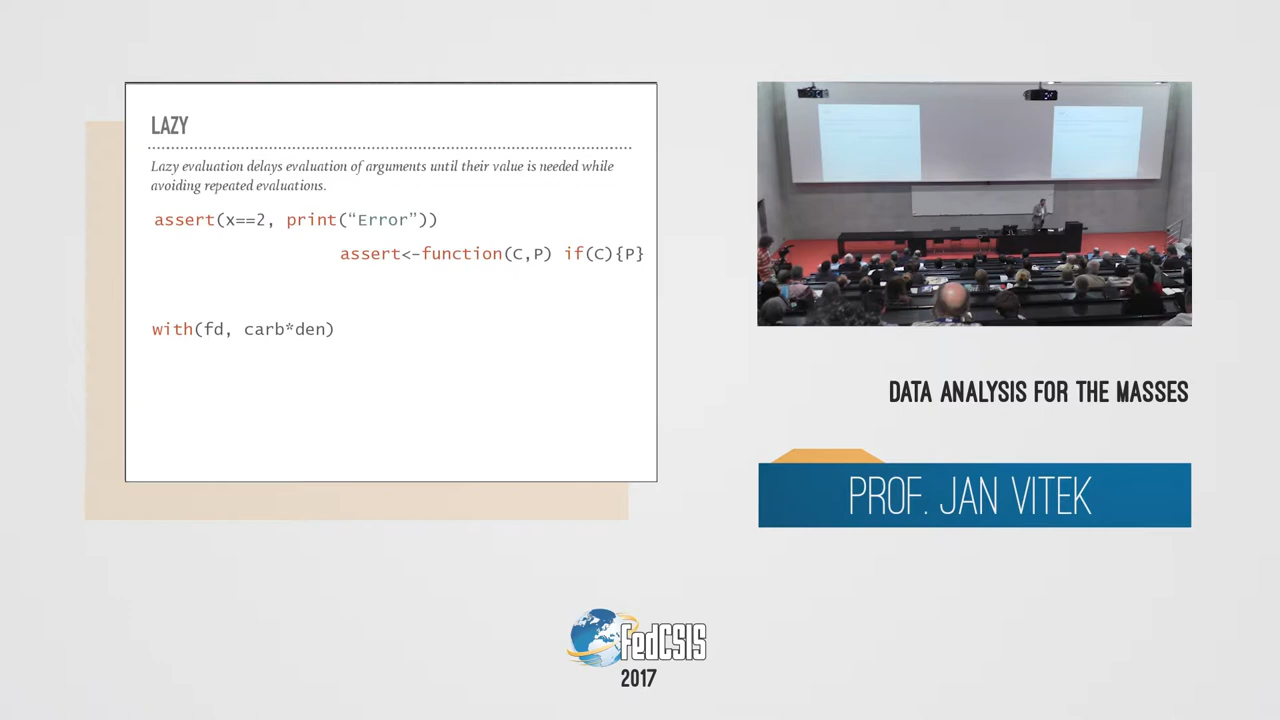 LAZY
Lazy evaluation delays evaluation of arguments until their value is needed while
avoiding repeated evaluations.
assert(x==2, print(“Error”))
assert<-function(C,P) if(C){P}
with(fd, carb*den)
DATA ANALYSIS FOR THE MASSES
PROF. JAN VITEK
FedCSIS
2017